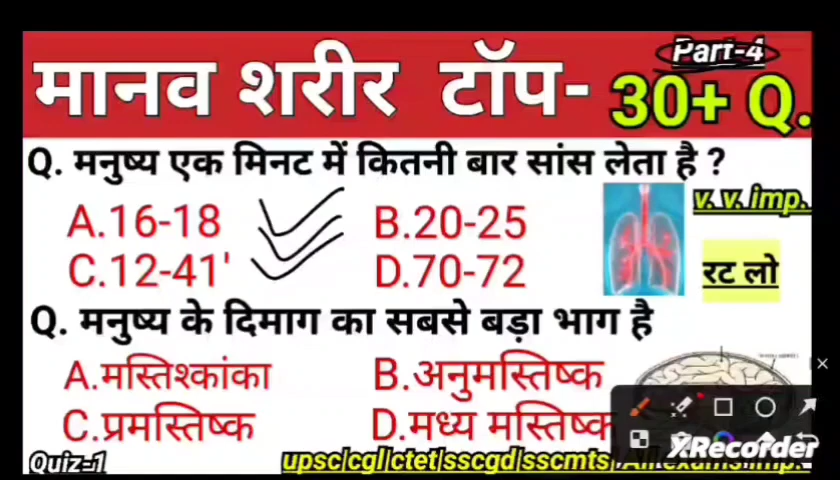 Part-4
मानव शरीर टॉप-
30+ Q.
Q. मनुष्य एक मिनट में कितनी बार सांस लेता है ?
v. v. imp.
A.16-18 B.20-25
C.12-41' D.70-72
रट लो
Q. मनुष्य के दिमाग का सबसे बड़ा भाग है
A.मस्तिश्कांका B.अनुमस्तिष्क
C.प्रमस्तिष्क D.मध्य मस्तिष्क
XRecorder
Quiz-1 upsc|cgl|ctet|sscgd|sscmts|